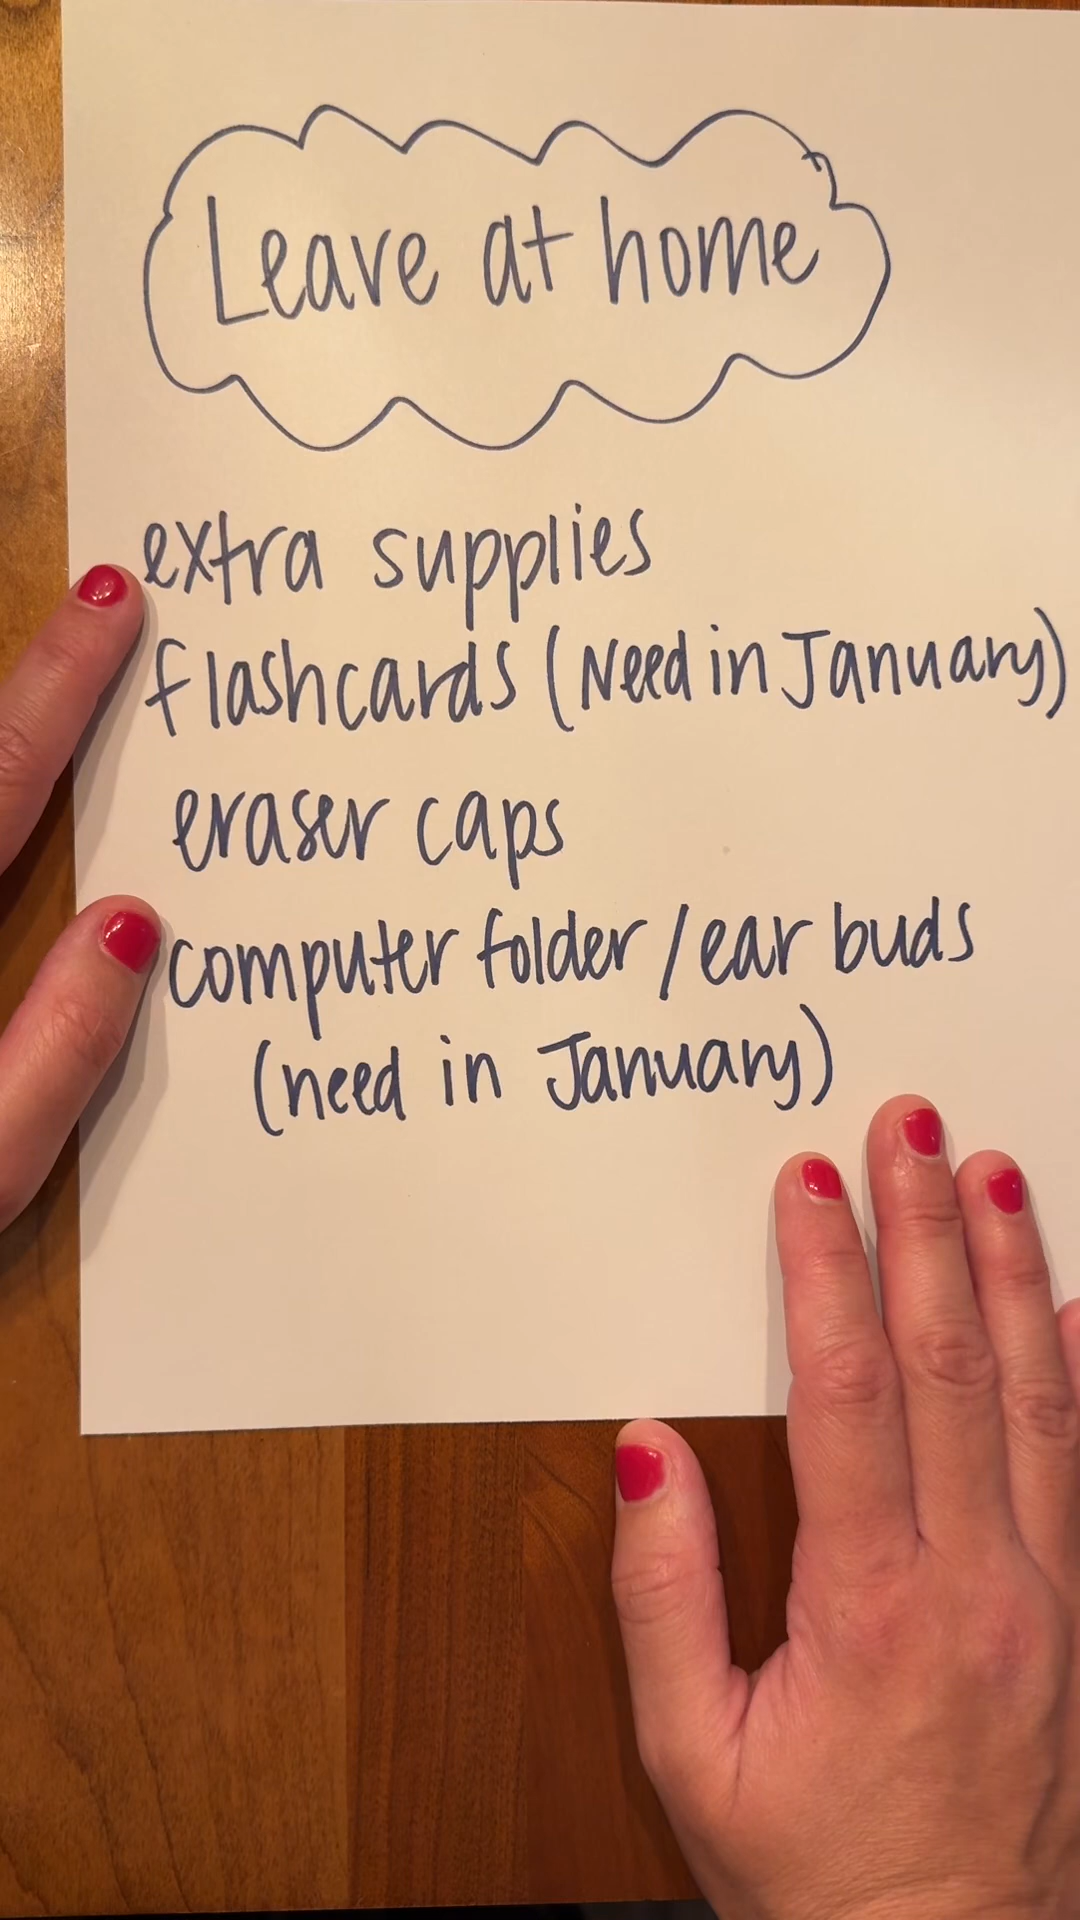 Leave at home
extra supplies
flashcards (Need in January)
eraser caps
computer folder / ear buds
(need in January)